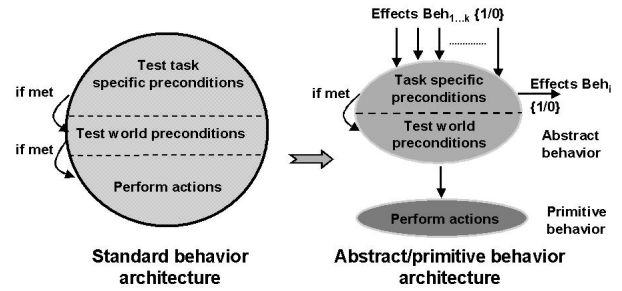 Test task
specific preconditions
if met
Test world preconditions
if met
Perform actions
Standard behavior
architecture
Effects Beh1…k {1/0}
Task specific
preconditions
if met
Test world
preconditions
Effects Behi
{1/0}
Abstract
behavior
Perform actions
Primitive
behavior
Abstract/primitive behavior
architecture